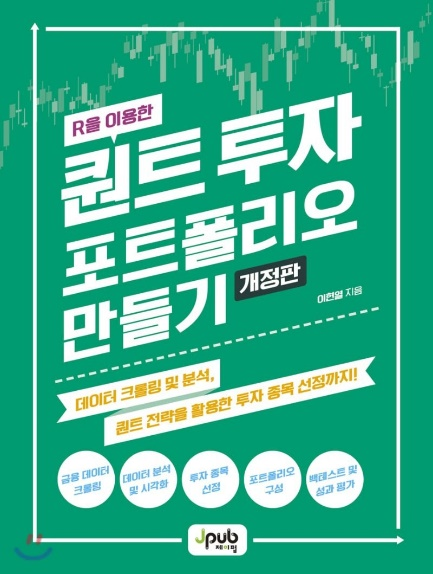 R을 이용한
퀀트 투자
포트폴리오
만들기
개정판
이현열 지음
데이터 크롤링 및 분석,
퀀트 전략을 활용한 투자 종목 선정까지!
금융 데이터
크롤링
데이터 분석
및 시각화
투자 종목
선정
포트폴리오
구성
백테스트 및
성과 평가
Jpub
제이펍